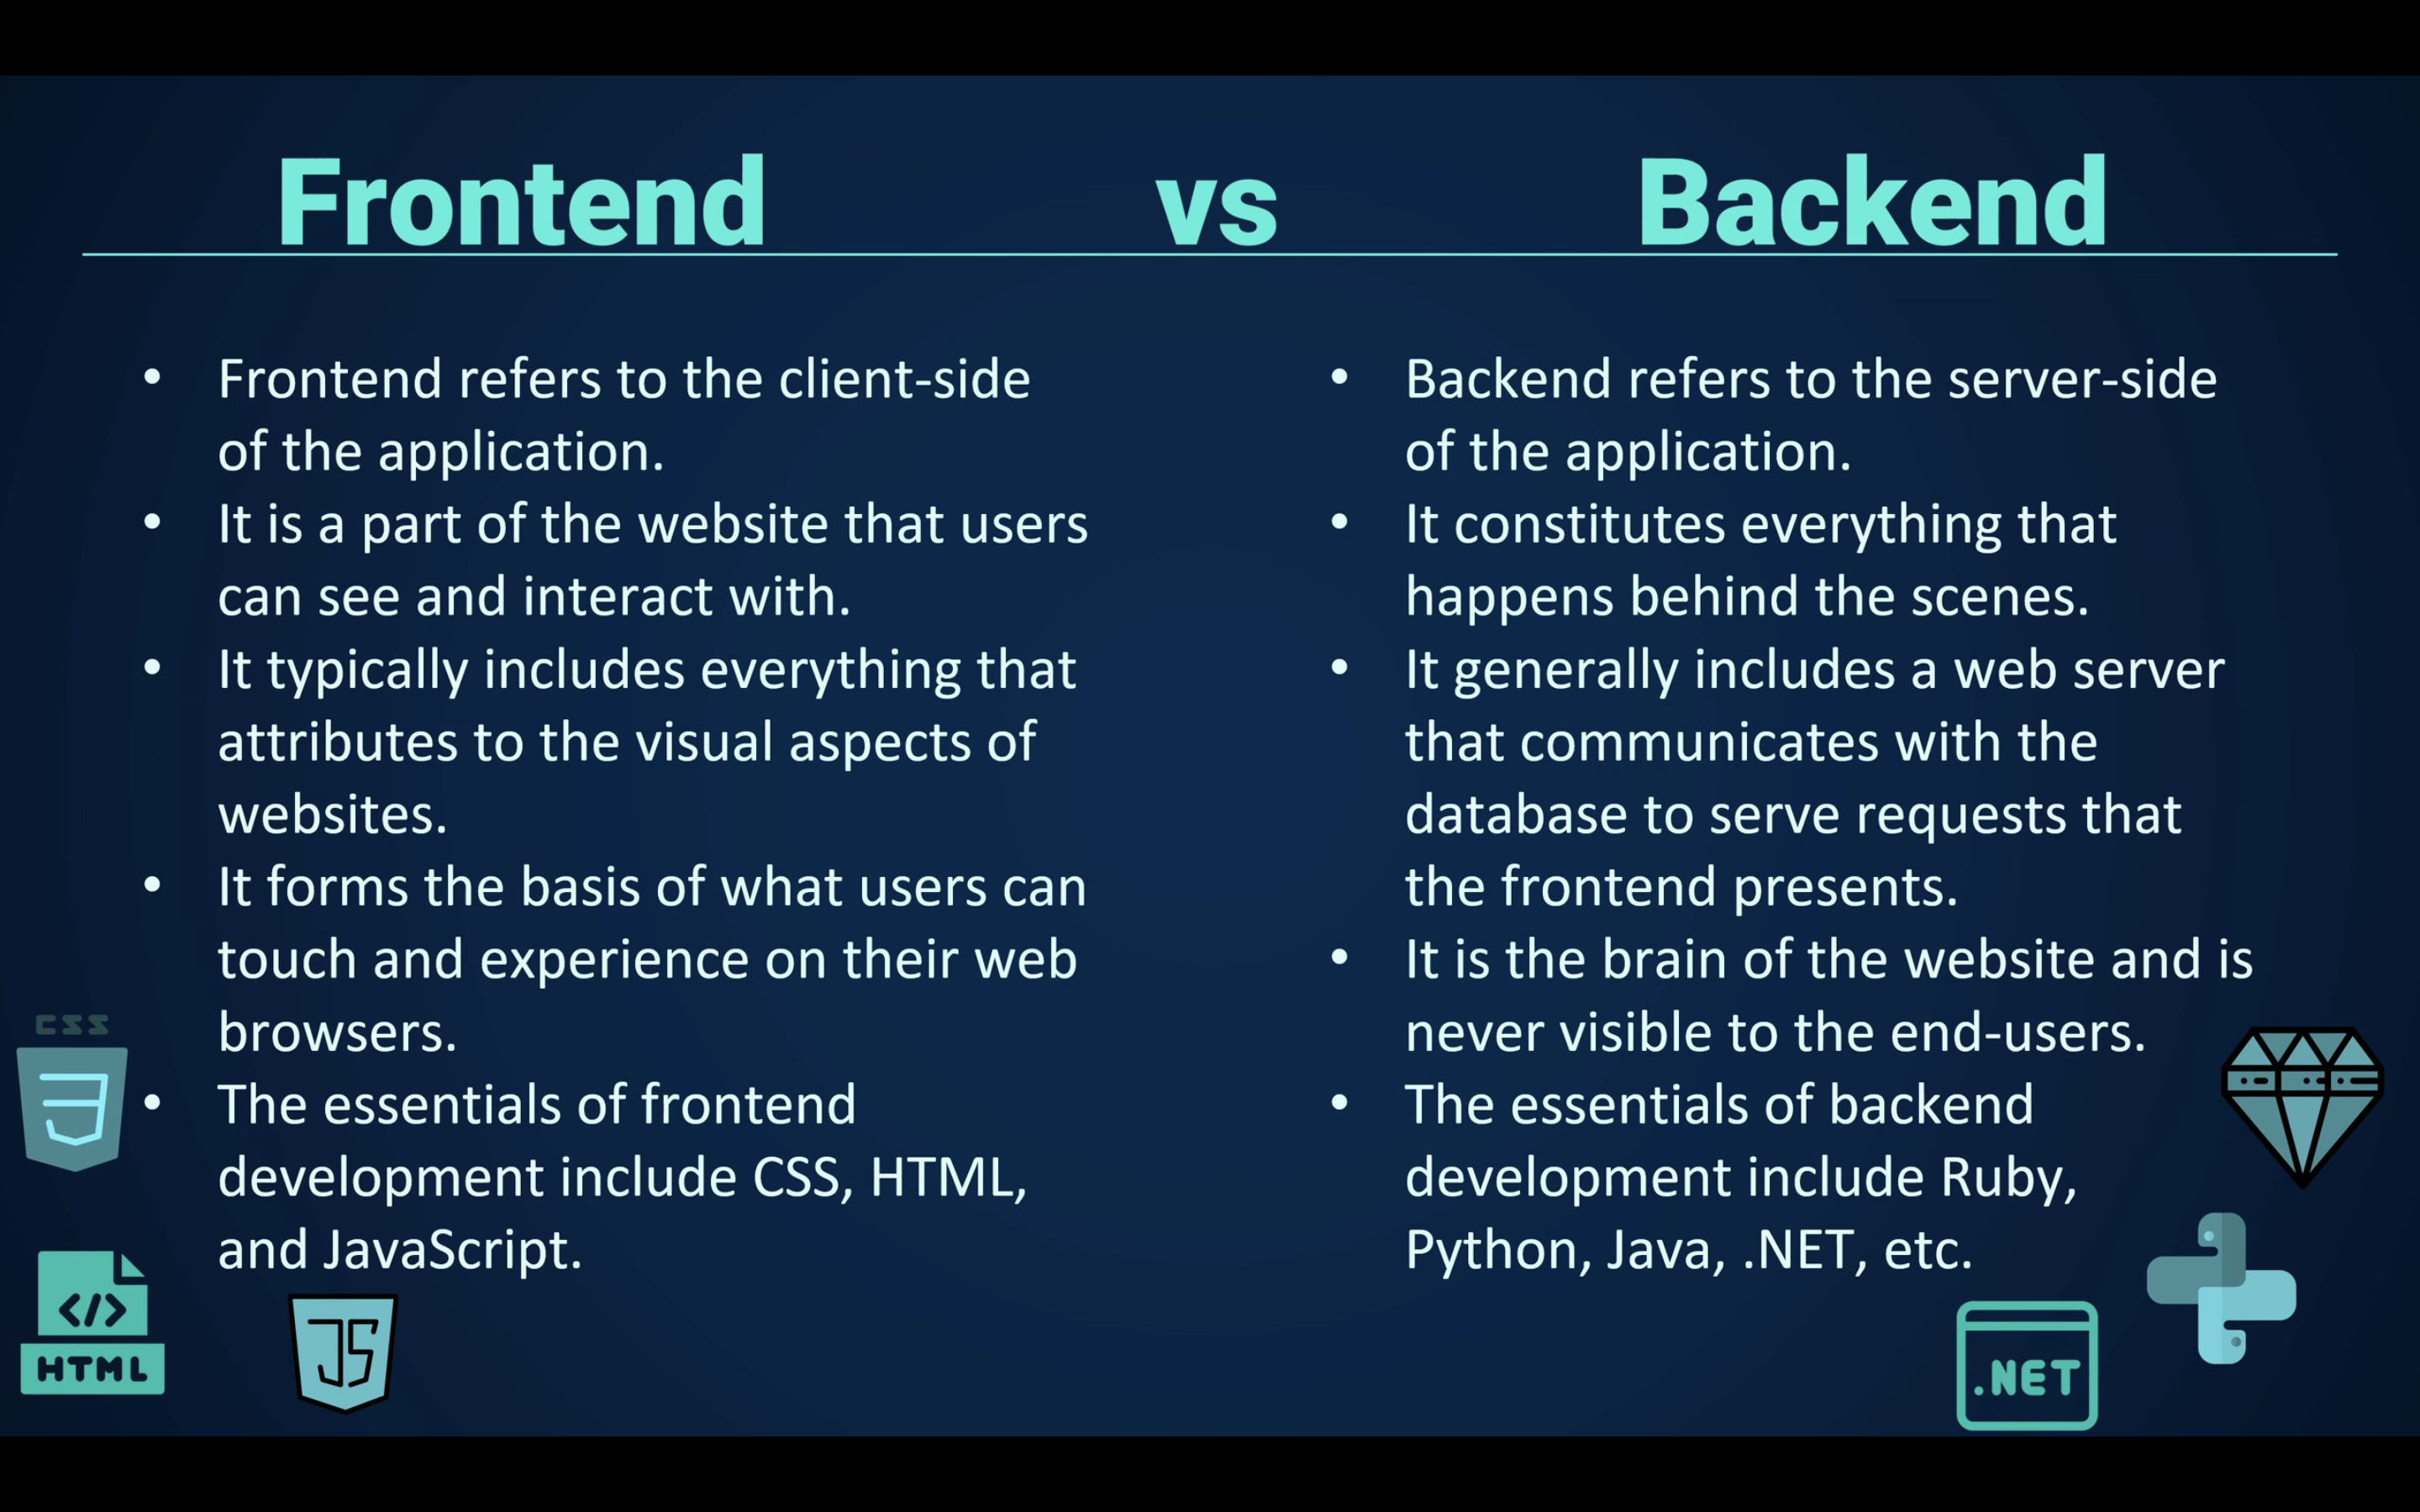 Frontend vs Backend
• Frontend refers to the client-side
of the application.
• It is a part of the website that users
can see and interact with.
• It typically includes everything that
attributes to the visual aspects of
websites.
• It forms the basis of what users can
touch and experience on their web
browsers.
• The essentials of frontend
development include CSS, HTML,
and JavaScript.
• Backend refers to the server-side
of the application.
• It constitutes everything that
happens behind the scenes.
• It generally includes a web server
that communicates with the
database to serve requests that
the frontend presents.
• It is the brain of the website and is
never visible to the end-users.
• The essentials of backend
development include Ruby,
Python, Java, .NET, etc.
CSS
</>
HTML
JS
.NET